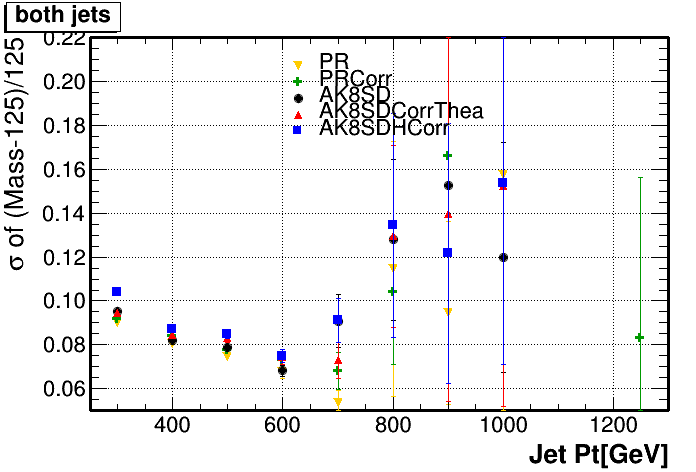 both jets
σ of (Mass-125)/125
0.22
0.20
0.18
0.16
0.14
0.12
0.10
0.08
0.06
PR
PRCorr
AK8SD
AK8SDCorrThea
AK8SDHCorr
400 600 800 1000 1200
Jet Pt[GeV]